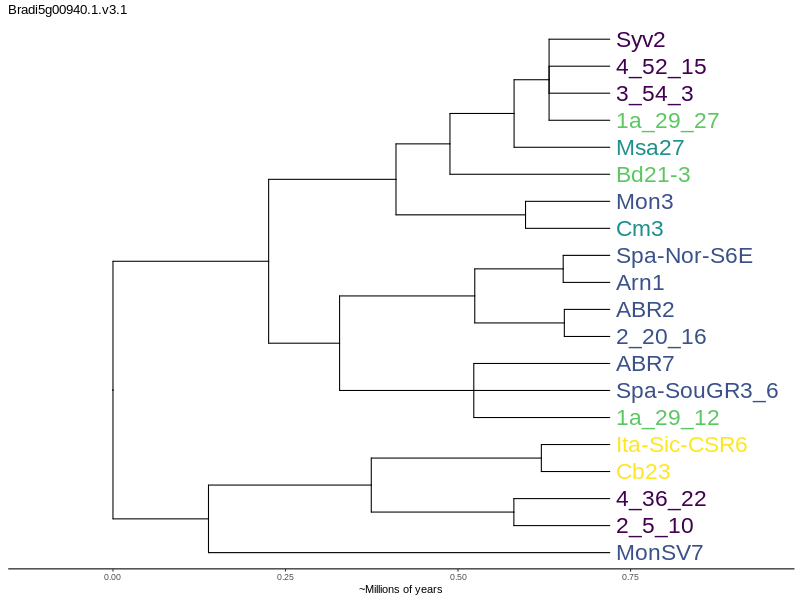 Bradi5g00940.1.v3.1
Syv2
4_52_15
3_54_3
1a_29_27
Msa27
Bd21-3
Mon3
Cm3
Spa-Nor-S6E
Arn1
ABR2
2_20_16
ABR7
Spa-SouGR3_6
1a_29_12
Ita-Sic-CSR6
Cb23
4_36_22
2_5_10
MonSV7
0.00 0.25 0.50 0.75
~Millions of years